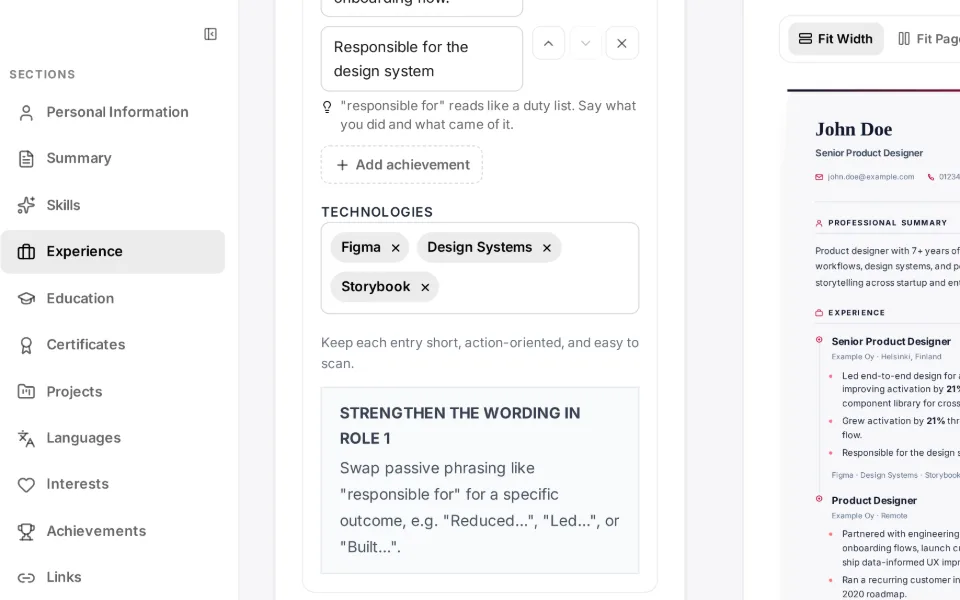 SECTIONS
Personal Information
Summary
Skills
Experience
Education
Certificates
Projects
Languages
Interests
Achievements
Links
onboarding flow.
Responsible for the
design system
"responsible for" reads like a duty list. Say what
you did and what came of it.
Add achievement
TECHNOLOGIES
Figma
Design Systems
Storybook
Keep each entry short, action-oriented, and easy to
scan.
STRENGTHEN THE WORDING IN
ROLE 1
Swap passive phrasing like
"responsible for" for a specific
outcome, e.g. "Reduced...", "Led...", or
"Built...".
Fit Width
Fit Pag
John Doe
Senior Product Designer
john.doe@example.com
01234
PROFESSIONAL SUMMARY
Product designer with 7+ years of
workflows, design systems, and p
storytelling across startup and ent
EXPERIENCE
Senior Product Designer
Example Oy · Helsinki, Finland
Led end-to-end design for
improving activation by 21%
component library for cross
Grew activation by 21% thr
flow.
Responsible for the design s
Figma · Design Systems · Storybook
Product Designer
Example Oy · Remote
Partnered with engineering
onboarding flows, launch c
ship data-informed UX impr
Ran a recurring customer in
2020 roadmap.